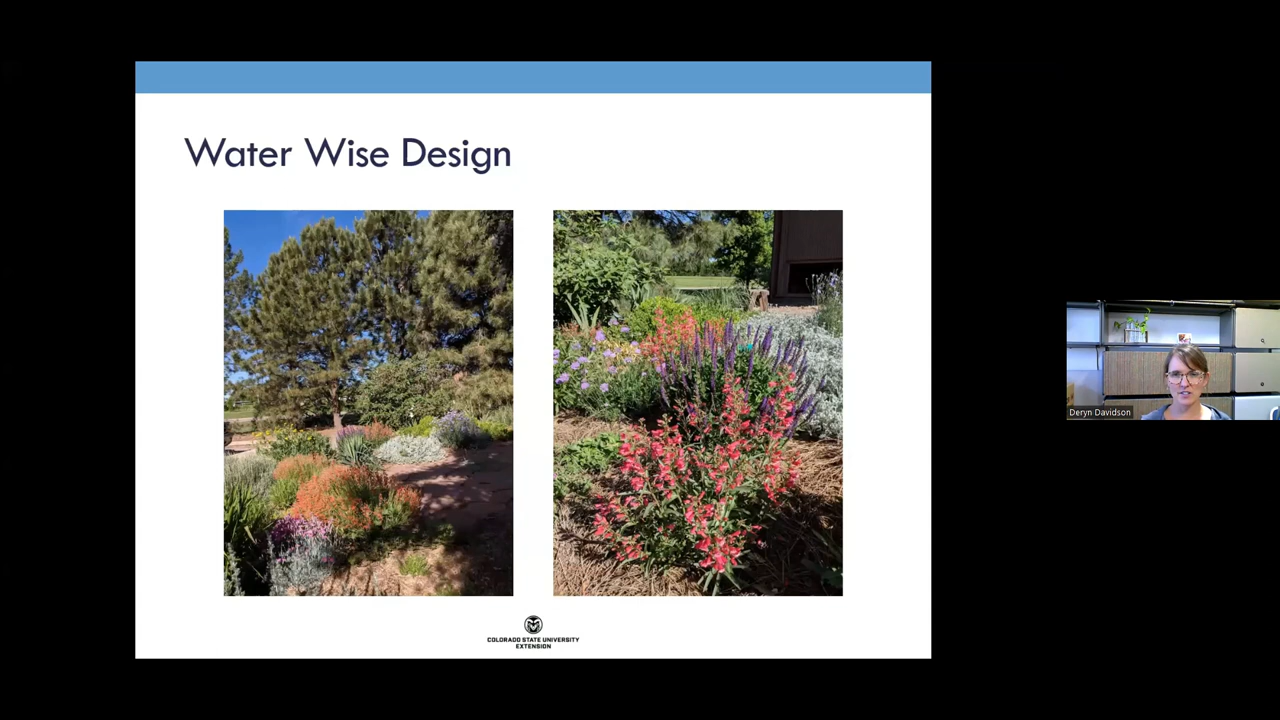 Water Wise Design
Deryn Davidson
COLORADO STATE UNIVERSITY
EXTENSION